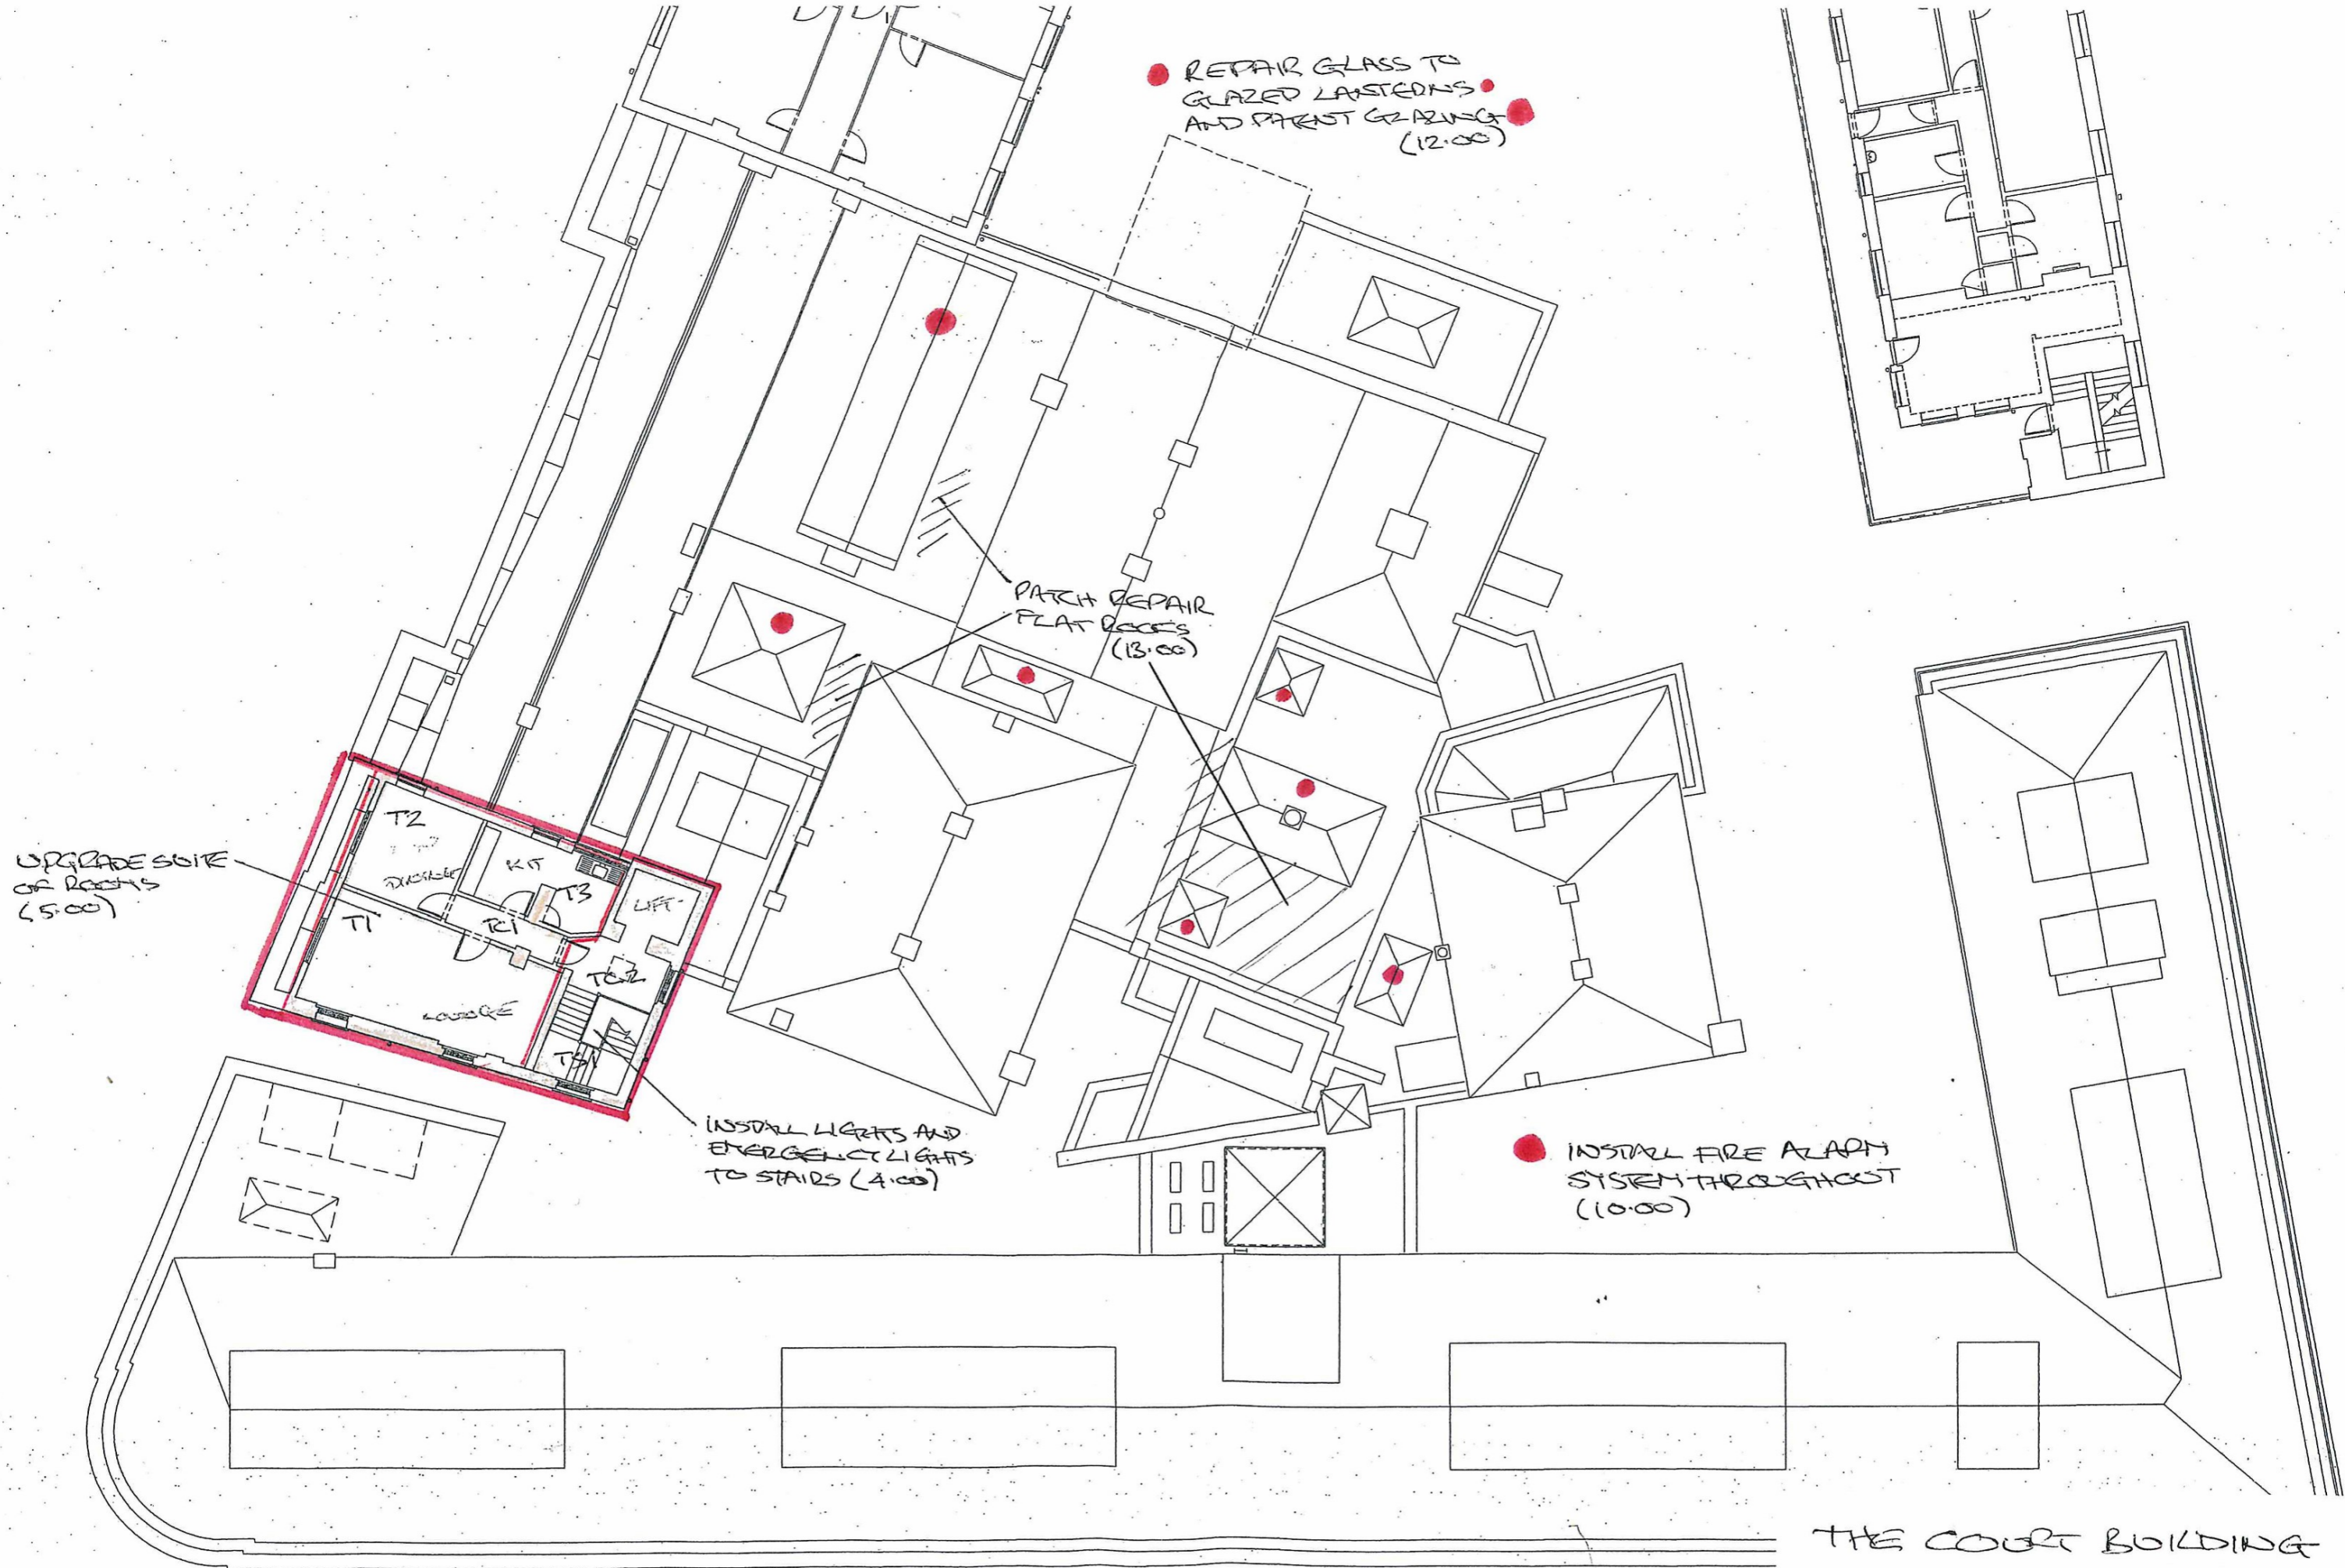 REPAIR GLASS TO
GLAZED LANTERNS
AND PATENT GLAZING
(12.00)
PATCH REPAIR
FLAT ROOFS
(13.00)
UPGRADE SUITE
OF ROOMS
(5.00)
T2
KIT
T3
LIFT
T1
TC1
TC2
LOUNGE
TS1
INSTALL LIGHTS AND
EMERGENCY LIGHTS
TO STAIRS (4.00)
INSTALL FIRE ALARM
SYSTEM THROUGHOUT
(10.00)
THE COURT BUILDING